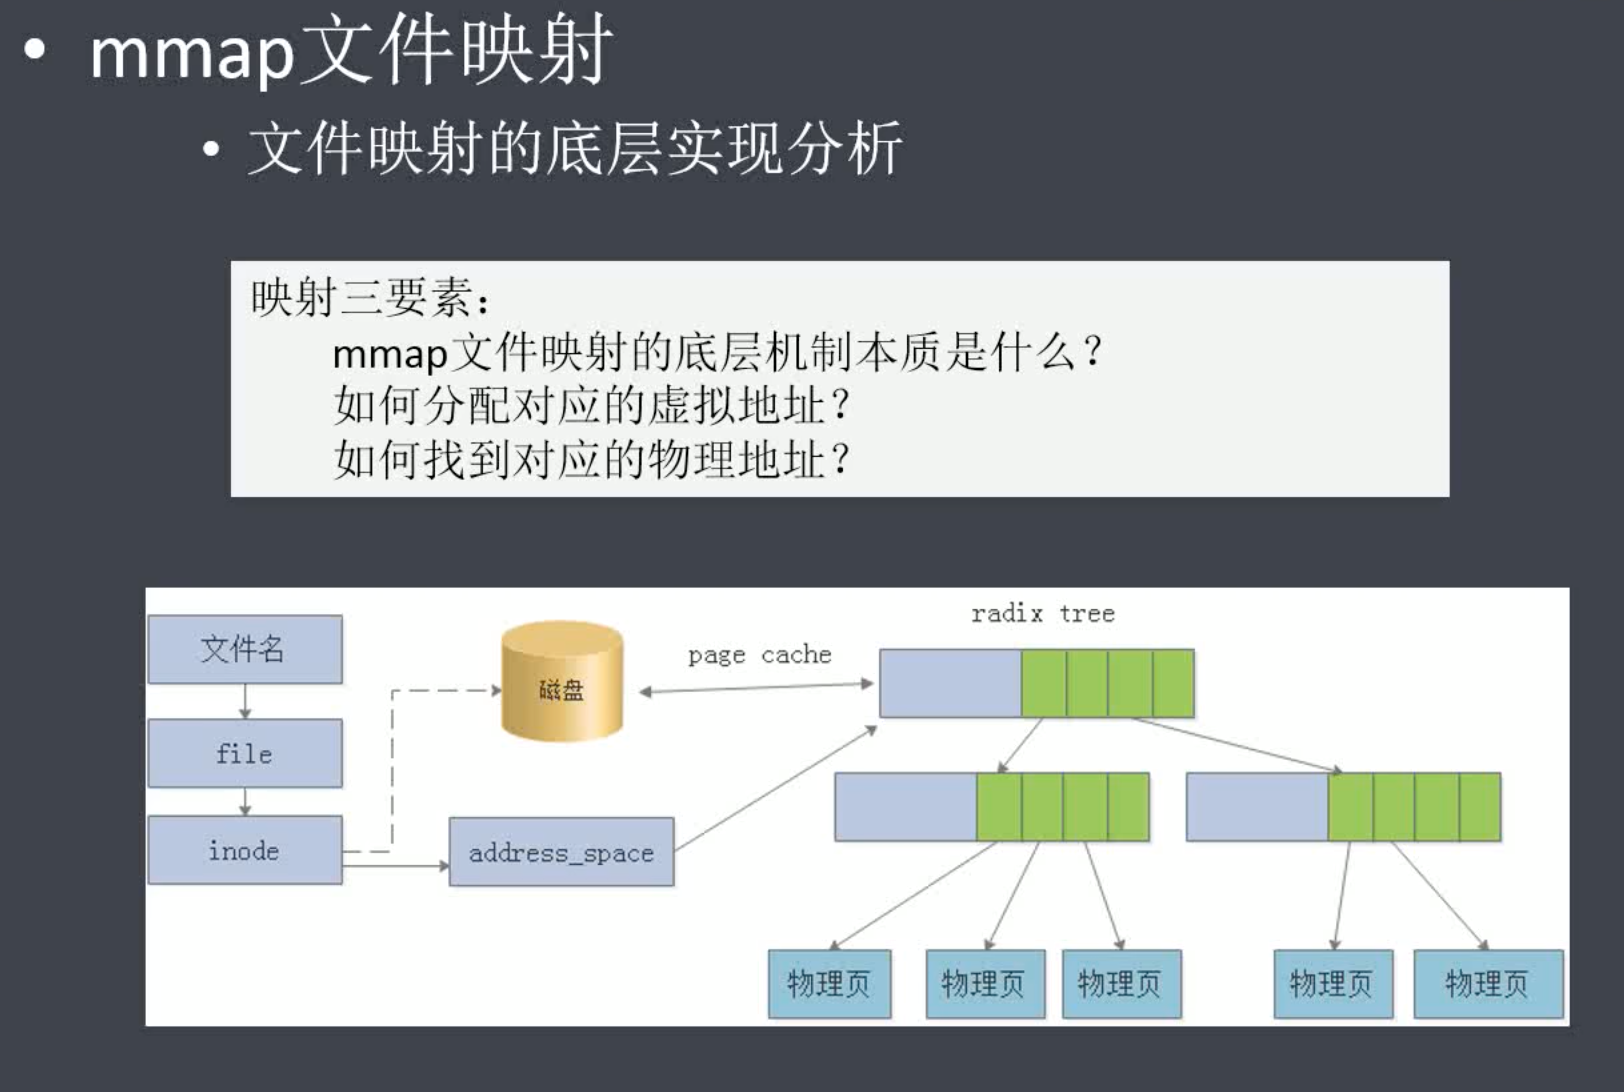 • mmap文件映射
• 文件映射的底层实现分析
映射三要素：
mmap文件映射的底层机制本质是什么？
如何分配对应的虚拟地址？
如何找到对应的物理地址？
radix tree
文件名
page cache
磁盘
file
inode
address_space
物理页
物理页
物理页
物理页
物理页